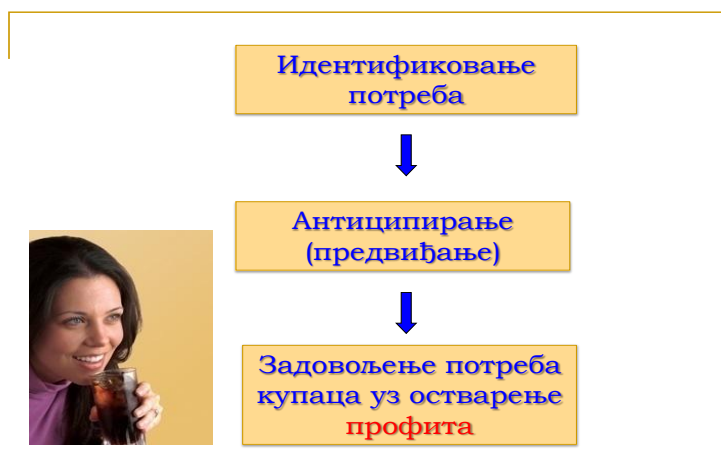 Идентификовање
потреба
Антиципирање
(предвиђање)
Задовољење потреба
купаца уз остварење
профита